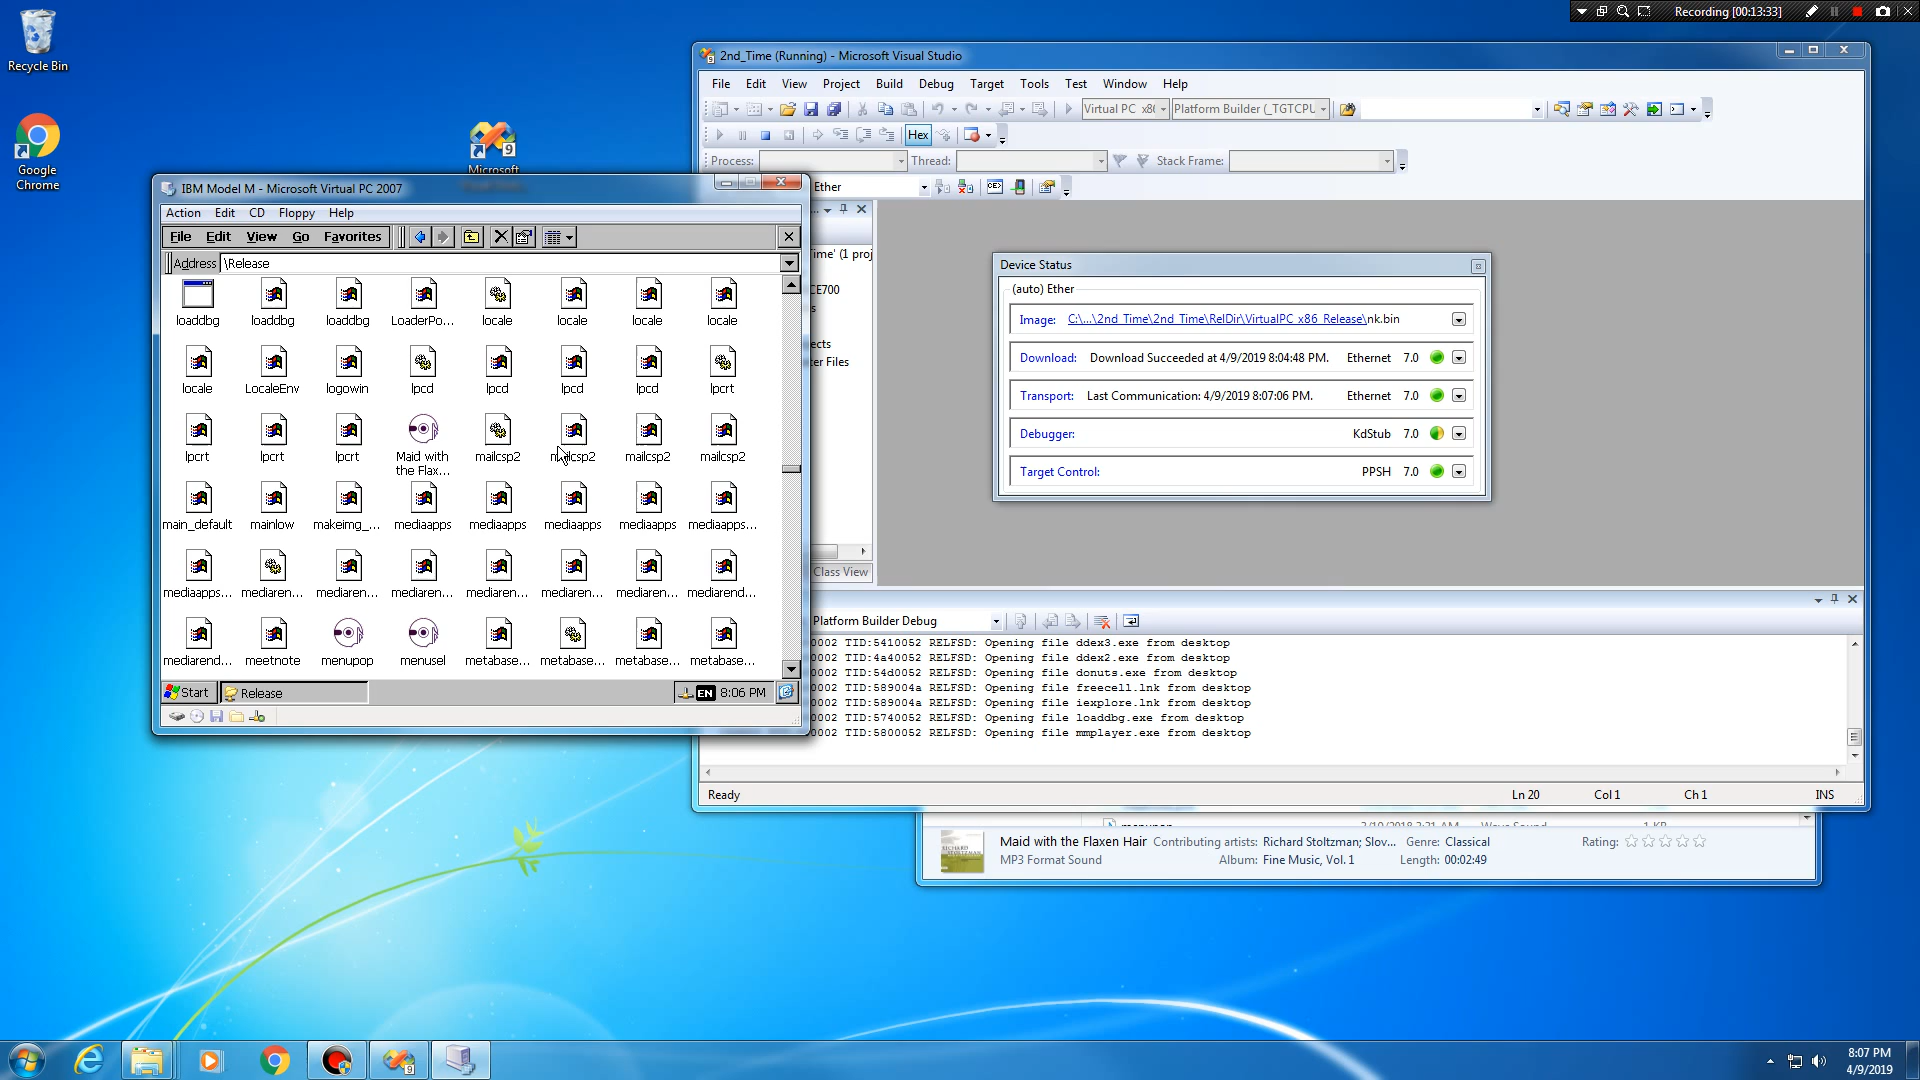 Recycle Bin
Google
Chrome
Microsoft
Recording [00:13:33]
2nd_Time (Running) - Microsoft Visual Studio
File Edit View Project Build Debug Target Tools Test Window Help
Virtual PC x86 Platform Builder (_TGTCPU
Hex
Process: Thread: Stack Frame:
Ether
IBM Model M - Microsoft Virtual PC 2007
Action Edit CD Floppy Help
File Edit View Go Favorites
Address \Release
loaddbg loaddbg loaddbg LoaderPo... locale locale locale locale
locale LocaleEnv logowin lpcd lpcd lpcd lpcd lpcrt
lpcrt lpcrt lpcrt Maid with the Flax... mailcsp2 mailcsp2 mailcsp2 mailcsp2
main_default mainlow makeimg_... mediaapps mediaapps mediaapps mediaapps mediaapps...
mediaapps... mediaren... mediaren... mediaren... mediaren... mediaren... mediaren... mediarend...
mediarend... meetnote menupop menusel metabase... metabase... metabase... metabase...
Start Release EN 8:06 PM
ime' (1 proj
CE700
s
ects
er Files
Class View
Device Status
(auto) Ether
Image: C:\...\2nd_Time\2nd_Time\RelDir\VirtualPC_x86_Release\nk.bin
Download: Download Succeeded at 4/9/2019 8:04:48 PM. Ethernet 7.0
Transport: Last Communication: 4/9/2019 8:07:06 PM. Ethernet 7.0
Debugger: KdStub 7.0
Target Control: PPSH 7.0
Platform Builder Debug
0002 TID:5410052 RELFSD: Opening file ddex3.exe from desktop
0002 TID:4a40052 RELFSD: Opening file ddex2.exe from desktop
0002 TID:54d0052 RELFSD: Opening file donuts.exe from desktop
0002 TID:589004a RELFSD: Opening file freecell.lnk from desktop
0002 TID:589004a RELFSD: Opening file iexplore.lnk from desktop
0002 TID:5740052 RELFSD: Opening file loaddbg.exe from desktop
0002 TID:5800052 RELFSD: Opening file mmplayer.exe from desktop
Ready Ln 20 Col 1 Ch 1 INS
Maid with the Flaxen Hair Contributing artists: Richard Stoltzman; Slov... Genre: Classical Rating:
MP3 Format Sound Album: Fine Music, Vol. 1 Length: 00:02:49
RICHARD
STOLTZMAN
8:07 PM
4/9/2019